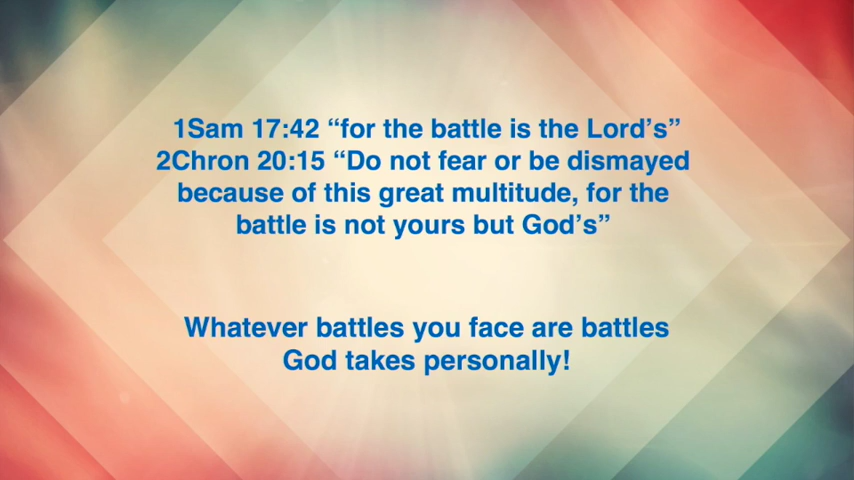 1Sam 17:42 “for the battle is the Lord’s”
2Chron 20:15 “Do not fear or be dismayed
because of this great multitude, for the
battle is not yours but God’s”
Whatever battles you face are battles
God takes personally!